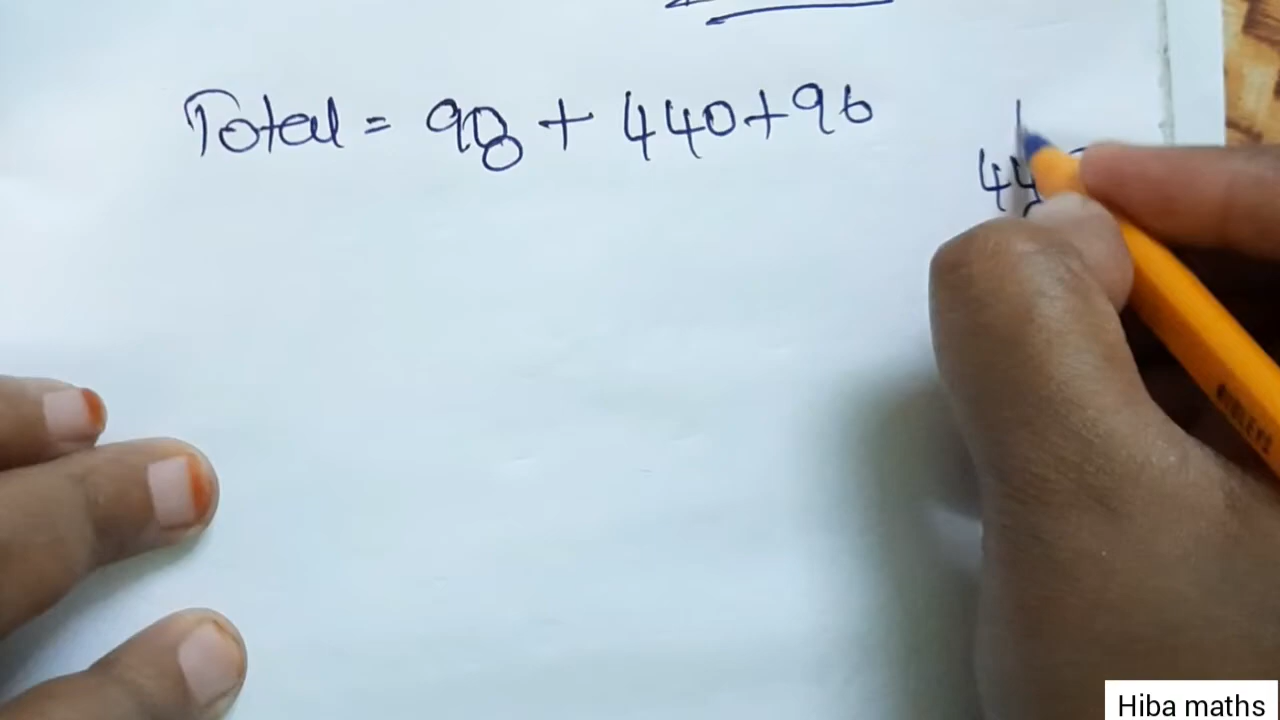 Total = 98 + 440 + 96
Hiba maths